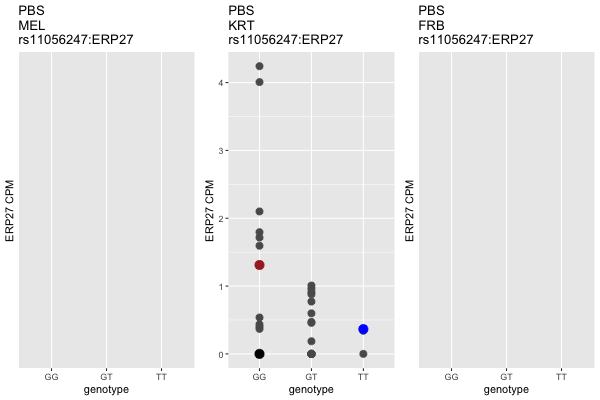 PBS
MEL
rs11056247:ERP27
ERP27 CPM
GG GT TT
genotype
PBS
KRT
rs11056247:ERP27
ERP27 CPM
4
3
2
1
0
GG GT TT
genotype
PBS
FRB
rs11056247:ERP27
ERP27 CPM
GG GT TT
genotype